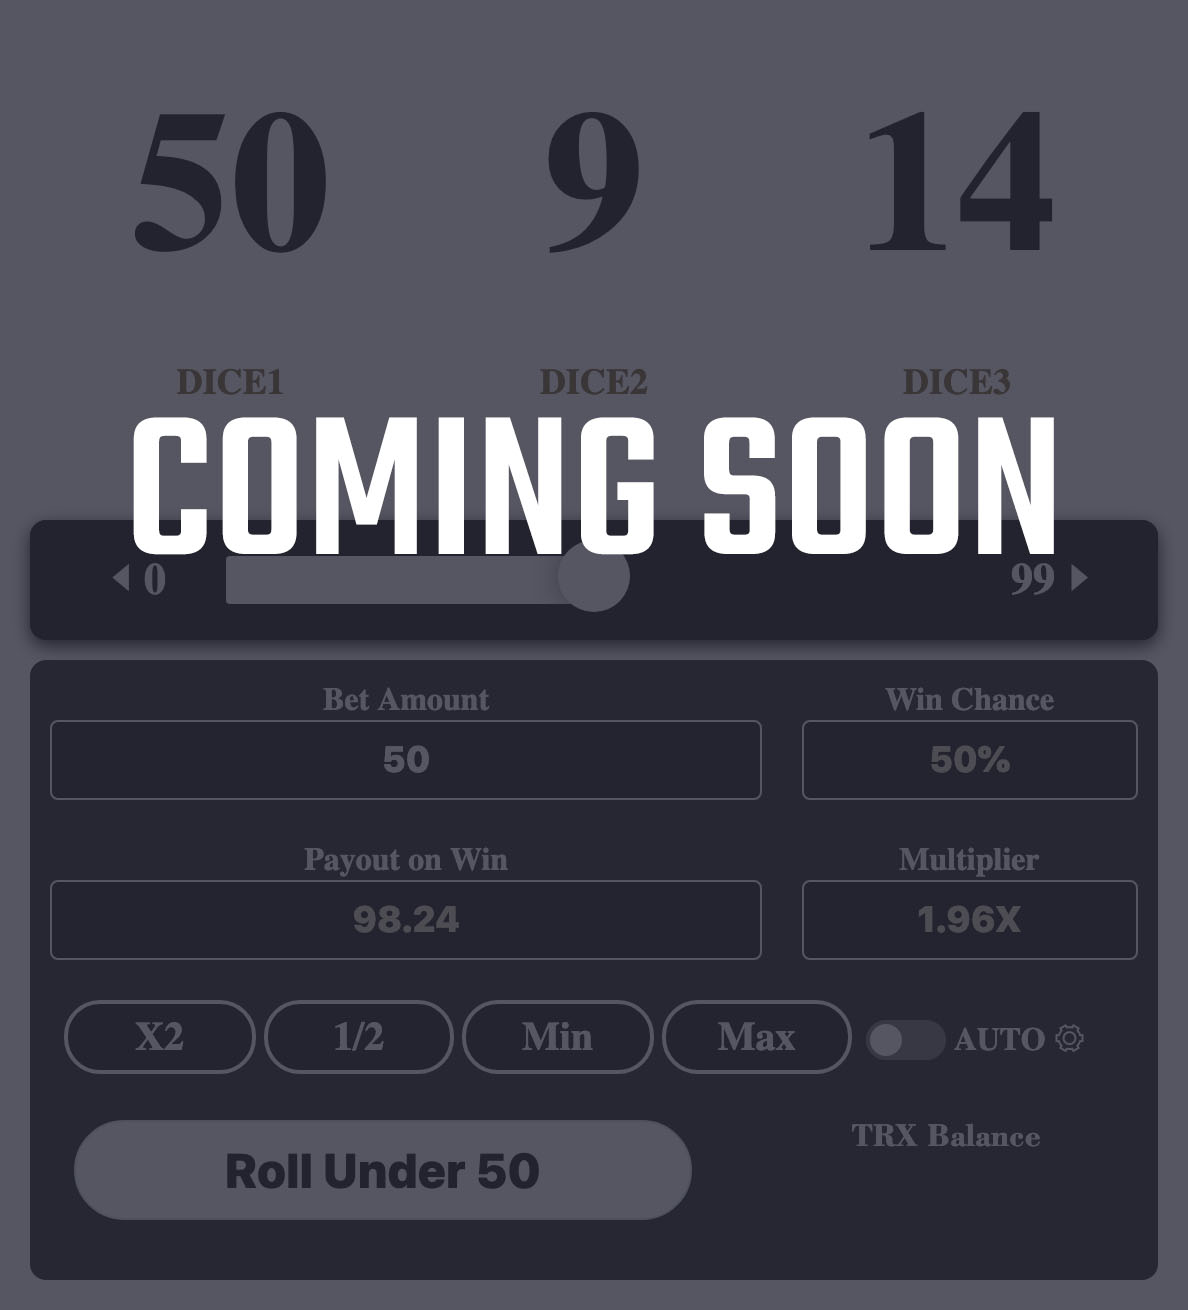 50 9 14
DICE1 DICE2 DICE3
COMING SOON
0 99
Bet Amount Win Chance
50 50%
Payout on Win Multiplier
98.24 1.96X
X2 1/2 Min Max AUTO
TRX Balance
Roll Under 50